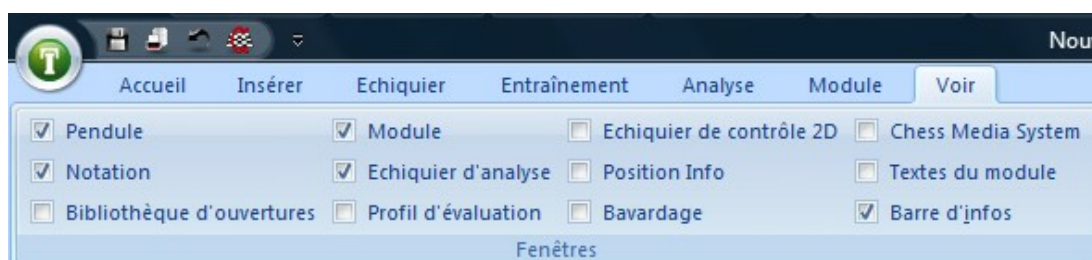 Nou
T
Accueil Insérer Echiquier Entraînement Analyse Module Voir
Pendule Module Echiquier de contrôle 2D Chess Media System
Notation Echiquier d'analyse Position Info Textes du module
Bibliothèque d'ouvertures Profil d'évaluation Bavardage Barre d'infos
Fenêtres